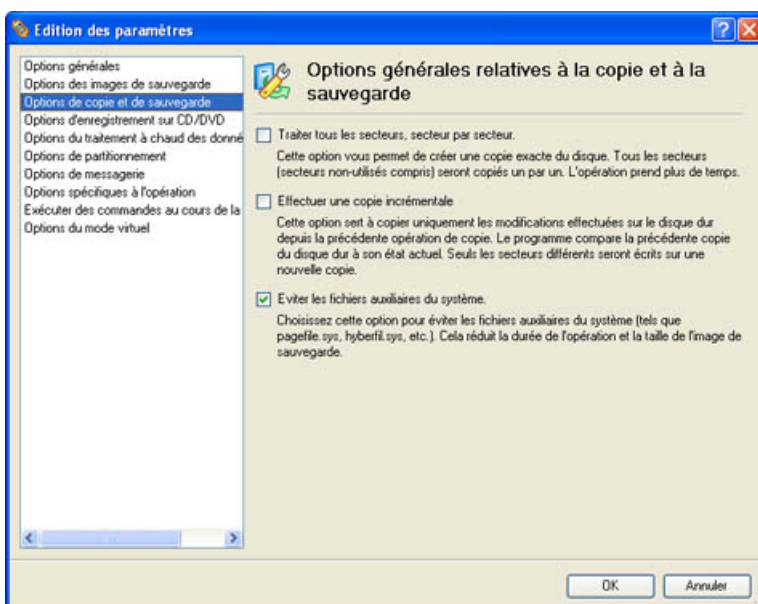 Edition des paramètres
Options générales
Options des images de sauvegarde
Options de copie et de sauvegarde
Options d'enregistrement sur CD/DVD
Options du traitement à chaud des donné
Options de partitionnement
Options de messagerie
Options spécifiques à l'opération
Exécuter des commandes au cours de la
Options du mode virtuel
Options générales relatives à la copie et à la
sauvegarde
Traiter tous les secteurs, secteur par secteur.
Cette option vous permet de créer une copie exacte du disque. Tous les secteurs
(secteurs non-utilisés compris) seront copiés un par un. L'opération prend plus de temps.
Effectuer une copie incrémentale
Cette option sert à copier uniquement les modifications effectuées sur le disque dur
depuis la précédente opération de copie. Le programme compare la précédente copie
du disque dur à son état actuel. Seuls les secteurs différents seront écrits sur une
nouvelle copie.
Eviter les fichiers auxiliaires du système.
Choisissez cette option pour éviter les fichiers auxiliaires du système (tels que
pagefile.sys, hyberfil.sys, etc.). Cela réduit la durée de l'opération et la taille de l'image de
sauvegarde.
OK
Annuler